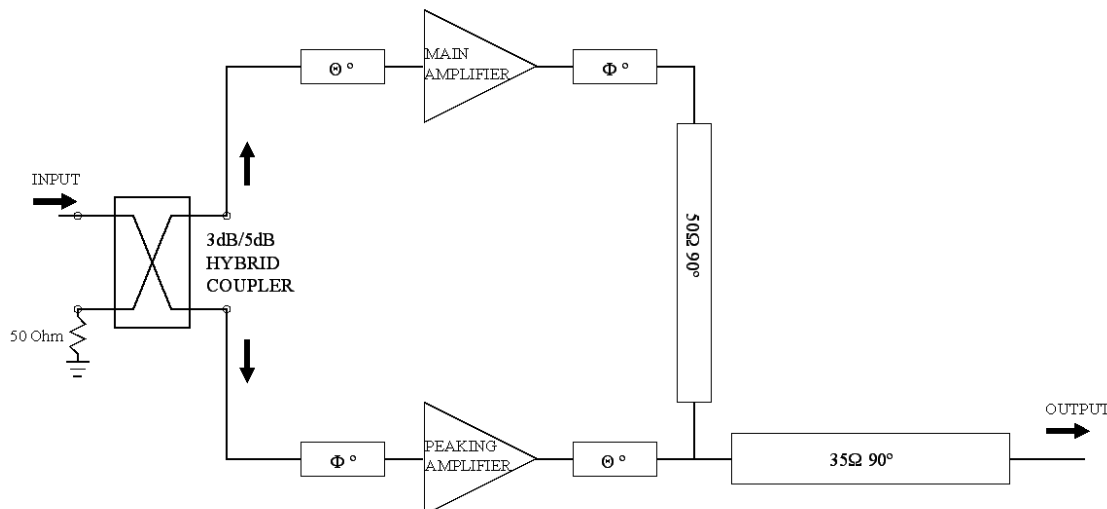 Θ °
MAIN
AMPLIFIER
Φ °
INPUT
3dB/5dB
HYBRID
COUPLER
50 Ohm
50Ω 90°
Φ °
PEAKING
AMPLIFIER
Θ °
35Ω 90°
OUTPUT